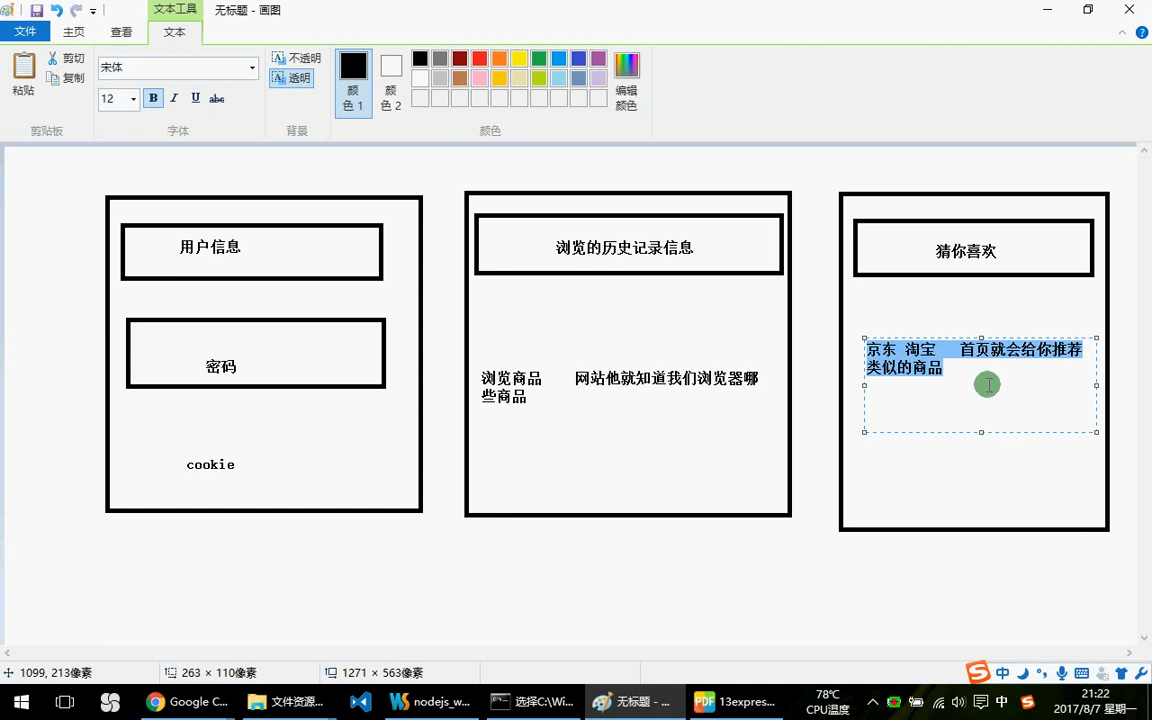 文本工具
无标题 - 画图
文件
主页
查看
文本
粘贴
剪切
复制
剪贴板
宋体
12
B I U abc
字体
不透明
透明
背景
颜色 1
颜色 2
编辑颜色
颜色
用户信息
密码
cookie
浏览的历史记录信息
浏览商品 网站他就知道我们浏览器哪
些商品
猜你喜欢
京东 淘宝 首页就会给你推荐
类似的商品
1099, 213像素
263 × 110像素
1271 × 563像素
中
Google C...
文件资源...
nodejs_w...
选择C:\Wi...
无标题 - ...
13expres...
78℃
CPU温度
中
21:22
2017/8/7 星期一